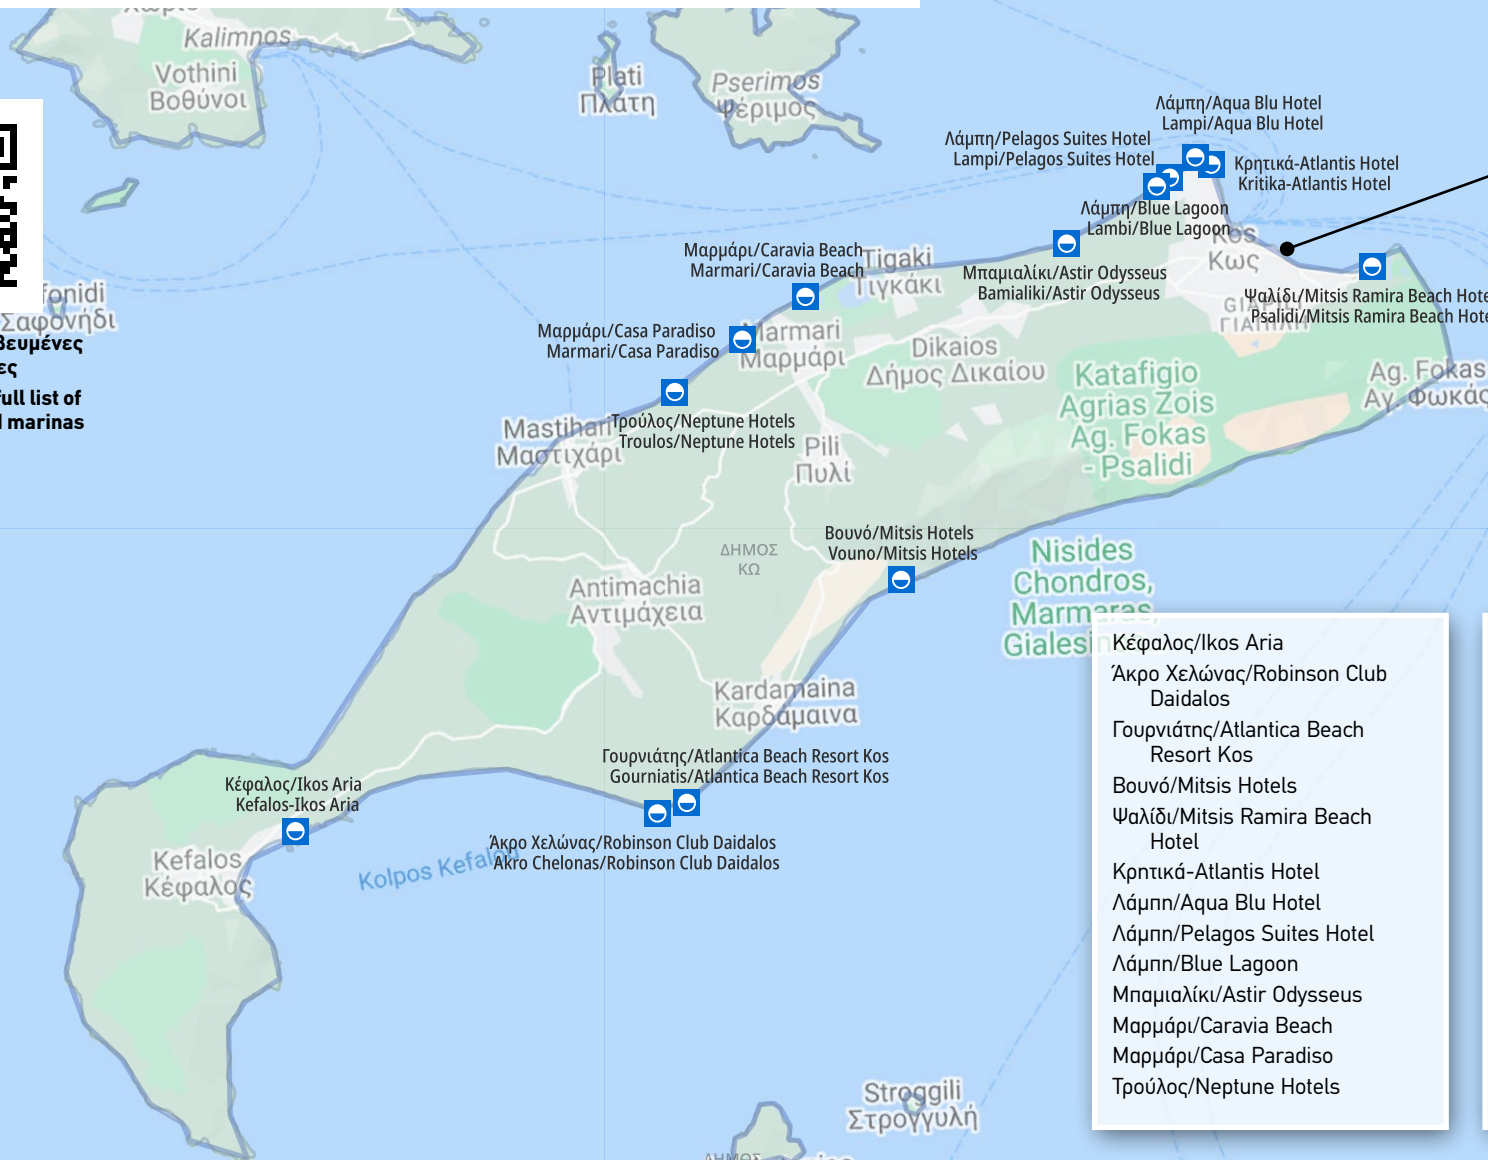 Kalimnos
Vothini
Βοθύνοι
Plati
Πλάτη
Pserimos
Ψέριμος
Λάμπη/Aqua Blu Hotel
Lampi/Aqua Blu Hotel
Λάμπη/Pelagos Suites Hotel
Lampi/Pelagos Suites Hotel
Κρητικά-Atlantis Hotel
Kritika-Atlantis Hotel
Λάμπη/Blue Lagoon
Lambi/Blue Lagoon
Kos
Κως
Μαρμάρι/Caravia Beach
Marmari/Caravia Beach
Tigaki
Τιγκάκι
Μπαμιαλίκι/Astir Odysseus
Bamialiki/Astir Odysseus
Ψαλίδι/Mitsis Ramira Beach Hote
Psalidi/Mitsis Ramira Beach Hote
fonidi
Σαφονήδι
βευμένες
ες
full list of
marinas
Μαρμάρι/Casa Paradiso
Marmari/Casa Paradiso
Marmari
Μαρμάρι
Dikaios
Δήμος Δικαίου
Katafigio
Agrias Zois
Ag. Fokas
- Psalidi
Ag. Fokas
Αγ. Φωκάς
Mastihari
Μαστιχάρι
Τρούλος/Neptune Hotels
Troulos/Neptune Hotels
Pili
Πυλί
Βουνό/Mitsis Hotels
Vouno/Mitsis Hotels
ΔΗΜΟΣ
ΚΩ
Nisides
Chondros,
Marmaras,
Antimachia
Αντιμάχεια
Kardamaina
Καρδάμαινα
Γουρνιάτης/Atlantica Beach Resort Kos
Gourniatis/Atlantica Beach Resort Kos
Κέφαλος/Ikos Aria
Kefalos-Ikos Aria
Άκρο Χελώνας/Robinson Club Daidalos
Akro Chelonas/Robinson Club Daidalos
Kefalos
Κέφαλος
Kolpos Kefalou
Κέφαλος/Ikos Aria
Άκρο Χελώνας/Robinson Club
Daidalos
Γουρνιάτης/Atlantica Beach
Resort Kos
Βουνό/Mitsis Hotels
Ψαλίδι/Mitsis Ramira Beach
Hotel
Κρητικά-Atlantis Hotel
Λάμπη/Aqua Blu Hotel
Λάμπη/Pelagos Suites Hotel
Λάμπη/Blue Lagoon
Μπαμιαλίκι/Astir Odysseus
Μαρμάρι/Caravia Beach
Μαρμάρι/Casa Paradiso
Τρούλος/Neptune Hotels
Stroggili
Στρογγυλή